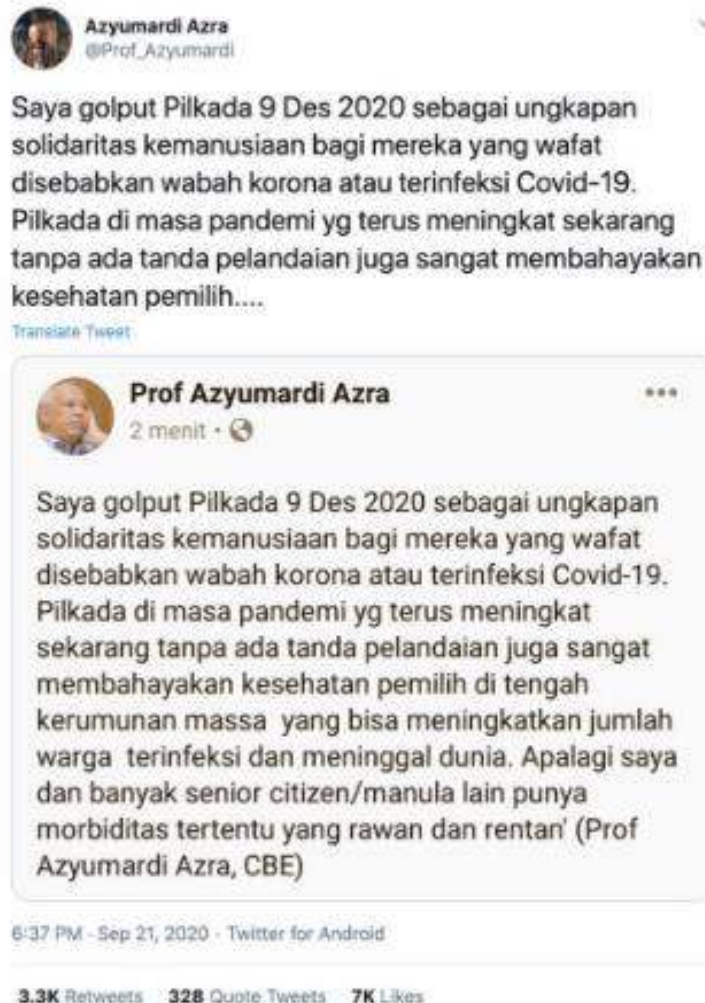 Azyumardi Azra
@Prof_Azyumardi
Saya golput Pilkada 9 Des 2020 sebagai ungkapan
solidaritas kemanusiaan bagi mereka yang wafat
disebabkan wabah korona atau terinfeksi Covid-19.
Pilkada di masa pandemi yg terus meningkat sekarang
tanpa ada tanda pelandaian juga sangat membahayakan
kesehatan pemilih....
Translate Tweet
Prof Azyumardi Azra
2 menit ·
Saya golput Pilkada 9 Des 2020 sebagai ungkapan
solidaritas kemanusiaan bagi mereka yang wafat
disebabkan wabah korona atau terinfeksi Covid-19.
Pilkada di masa pandemi yg terus meningkat
sekarang tanpa ada tanda pelandaian juga sangat
membahayakan kesehatan pemilih di tengah
kerumunan massa yang bisa meningkatkan jumlah
warga terinfeksi dan meninggal dunia. Apalagi saya
dan banyak senior citizen/manula lain punya
morbiditas tertentu yang rawan dan rentan' (Prof
Azyumardi Azra, CBE)
6:37 PM · Sep 21, 2020 · Twitter for Android
3.3K Retweets 328 Quote Tweets 7K Likes